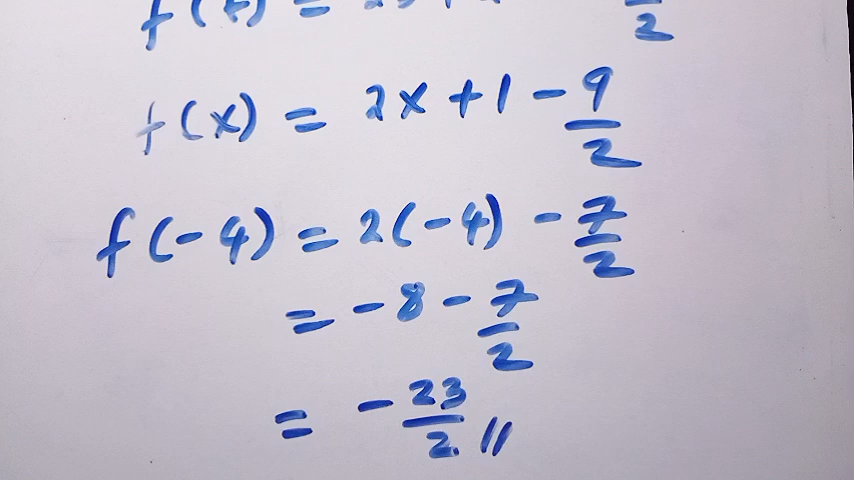 f(x) = 2x + 1 - 9/2
f(-4) = 2(-4) - 7/2
= -8 - 7/2
= -23/2 //